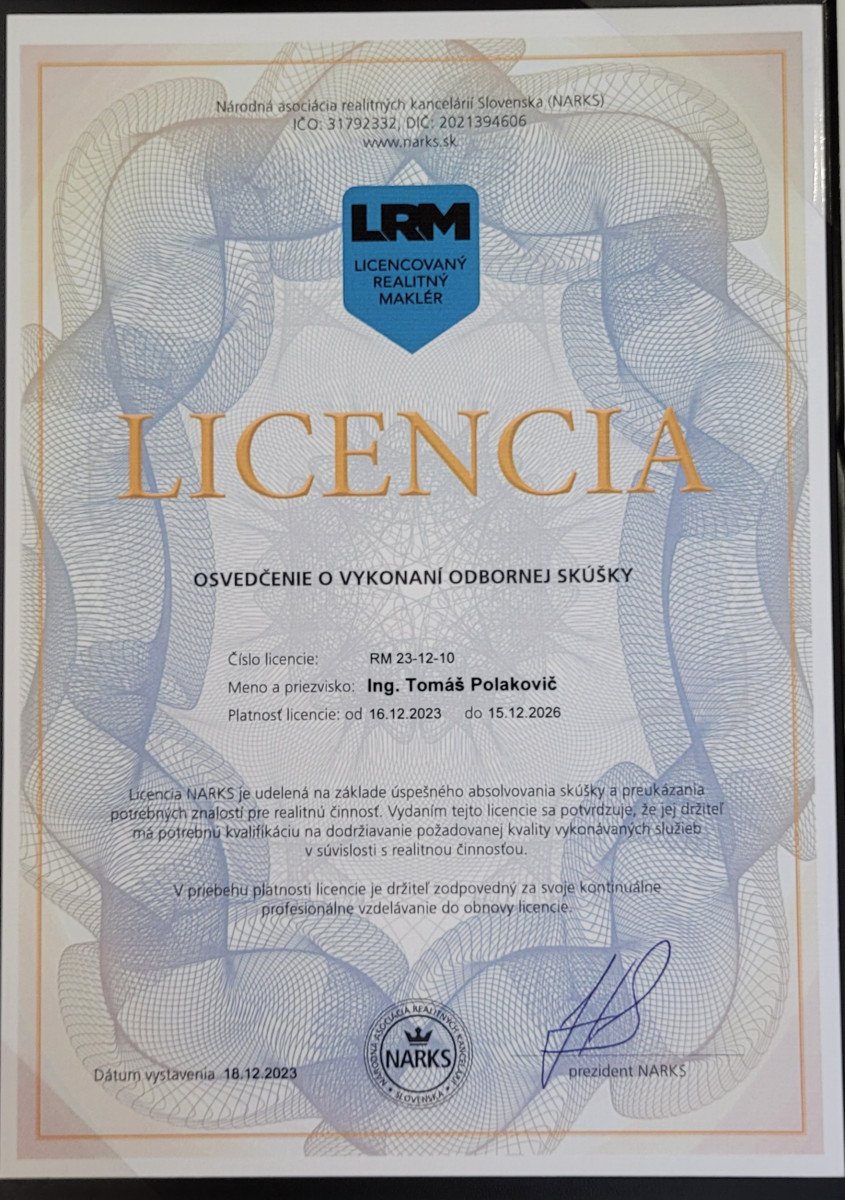 Národná asociácia realitných kancelárií Slovenska (NARKS)
IČO: 31792332, DIČ: 2021394606
www.narks.sk
LRM
LICENCOVANÝ
REALITNÝ
MAKLÉR
LICENCIA
OSVEDČENIE O VYKONANÍ ODBORNEJ SKÚŠKY
Číslo licencie: RM 23-12-10
Meno a priezvisko: Ing. Tomáš Polakovič
Platnosť licencie: od 16.12.2023 do 15.12.2026
Licencia NARKS je udelená na základe úspešného absolvovania skúšky a preukázania
potrebných znalostí pre realitnú činnosť. Vydaním tejto licencie sa potvrdzuje, že jej držiteľ
má potrebnú kvalifikáciu na dodržiavanie požadovanej kvality vykonávaných služieb
v súvislosti s realitnou činnosťou.
V priebehu platnosti licencie je držiteľ zodpovedný za svoje kontinuálne
profesionálne vzdelávanie do obnovy licencie.
NÁRODNÁ ASOCIÁCIA REALITNÝCH KANCELÁRIÍ
NARKS
SLOVENSKA
Dátum vystavenia 18.12.2023
prezident NARKS